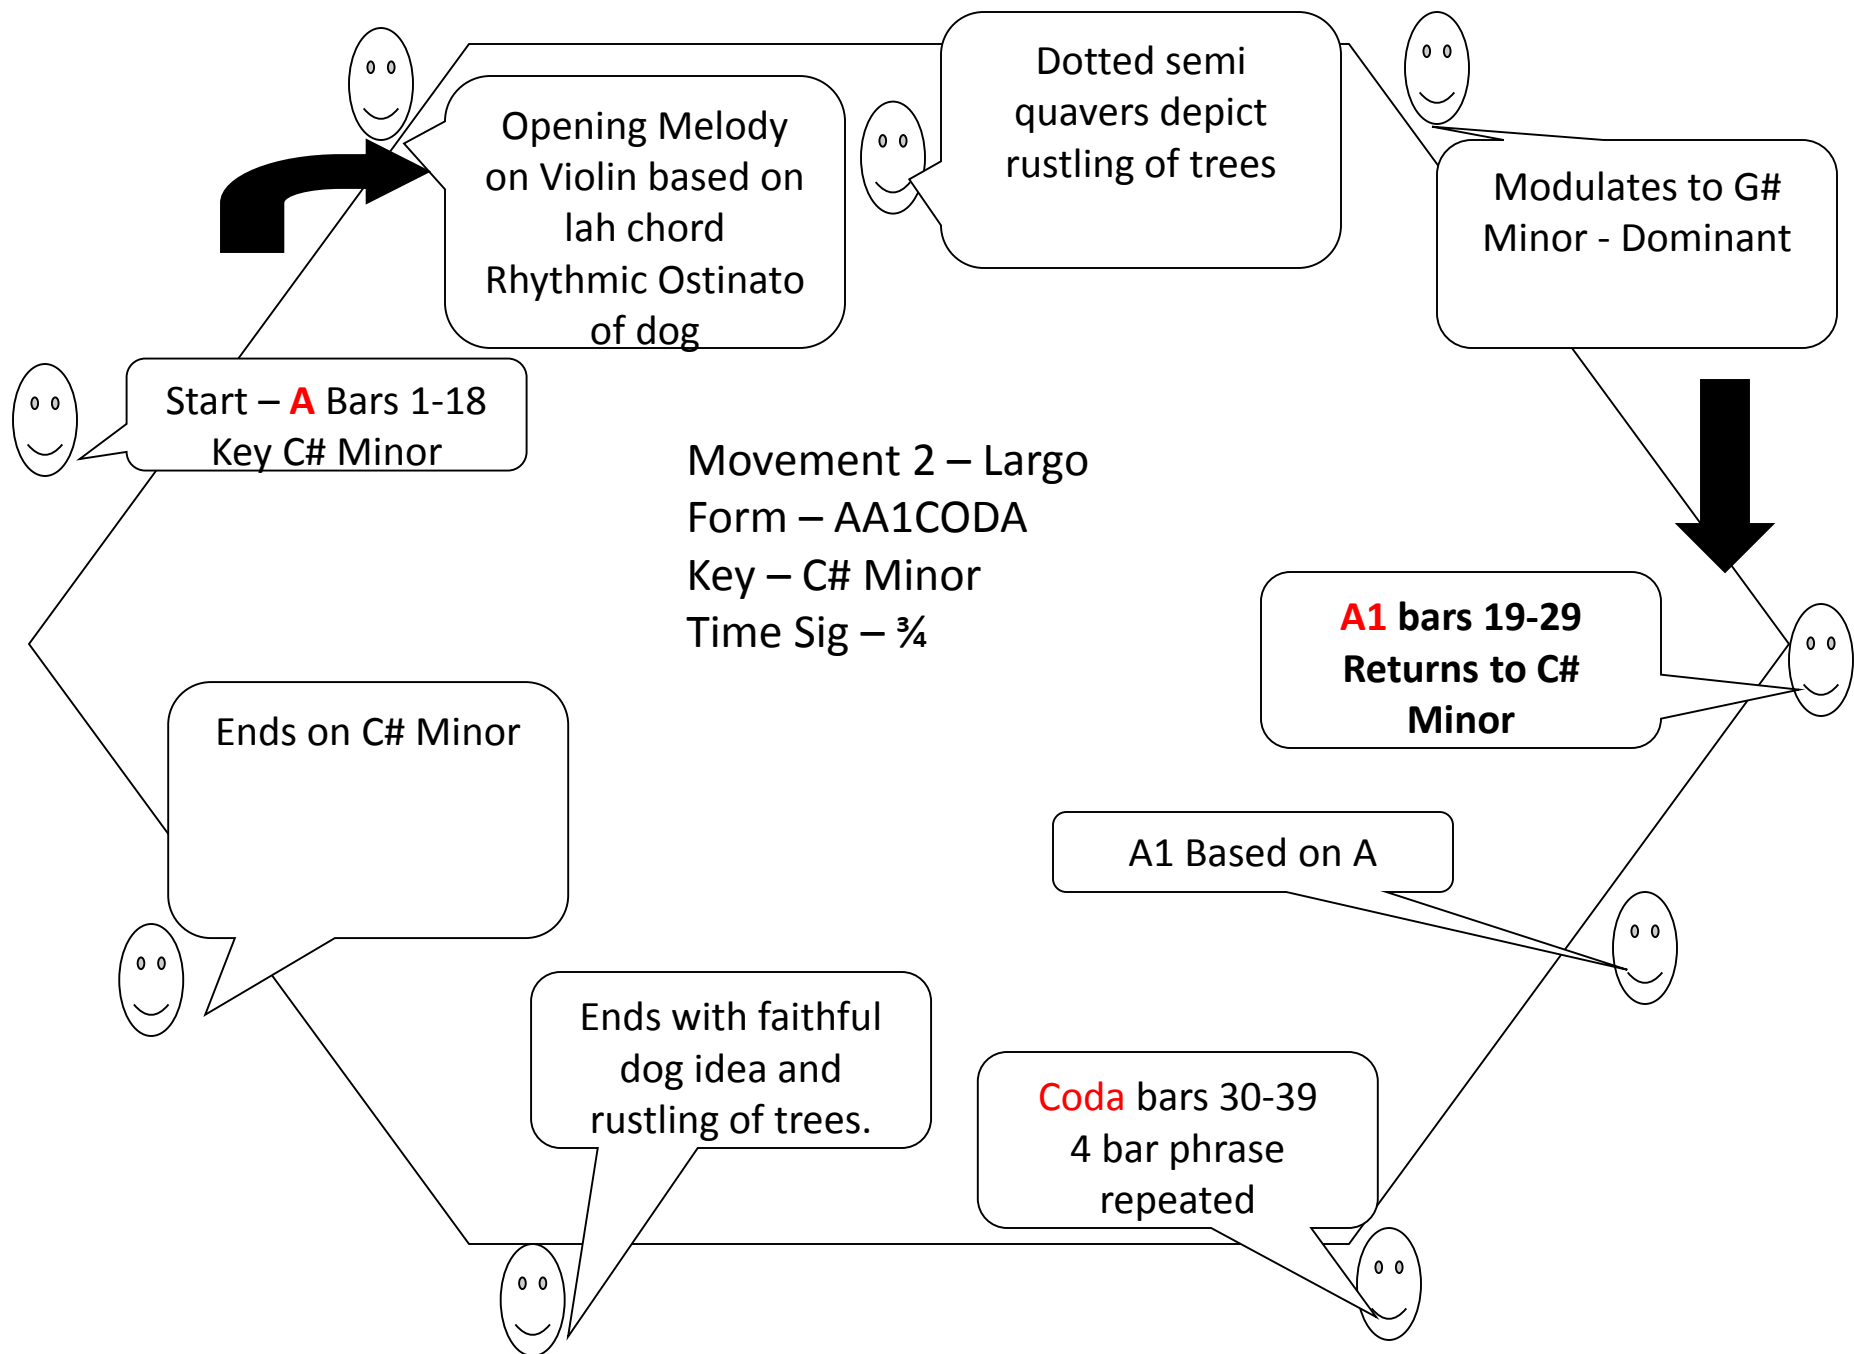 Start – A Bars 1-18
Key C# Minor
Opening Melody
on Violin based on
lah chord
Rhythmic Ostinato
of dog
Dotted semi
quavers depict
rustling of trees
Modulates to G#
Minor - Dominant
A1 bars 19-29
Returns to C#
Minor
A1 Based on A
Coda bars 30-39
4 bar phrase
repeated
Ends with faithful
dog idea and
rustling of trees.
Ends on C# Minor
Movement 2 – Largo
Form – AA1CODA
Key – C# Minor
Time Sig – ¾